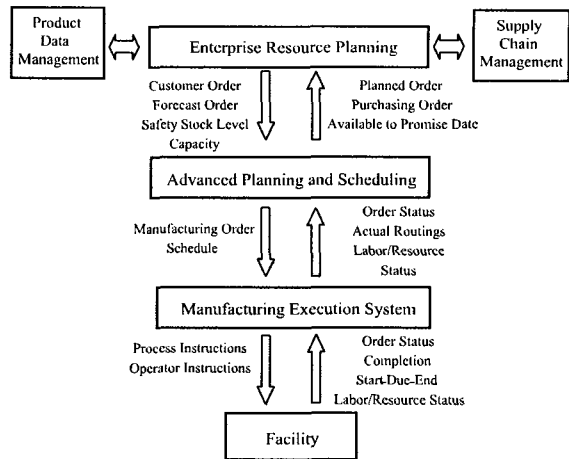 Product
Data
Management
Enterprise Resource Planning
Supply
Chain
Management
Customer Order
Forecast Order
Safety Stock Level
Capacity
Planned Order
Purchasing Order
Available to Promise Date
Advanced Planning and Scheduling
Manufacturing Order
Schedule
Order Status
Actual Routings
Labor/Resource
Status
Manufacturing Execution System
Process Instructions
Operator Instructions
Order Status
Completion
Start-Due-End
Labor/Resource Status
Facility